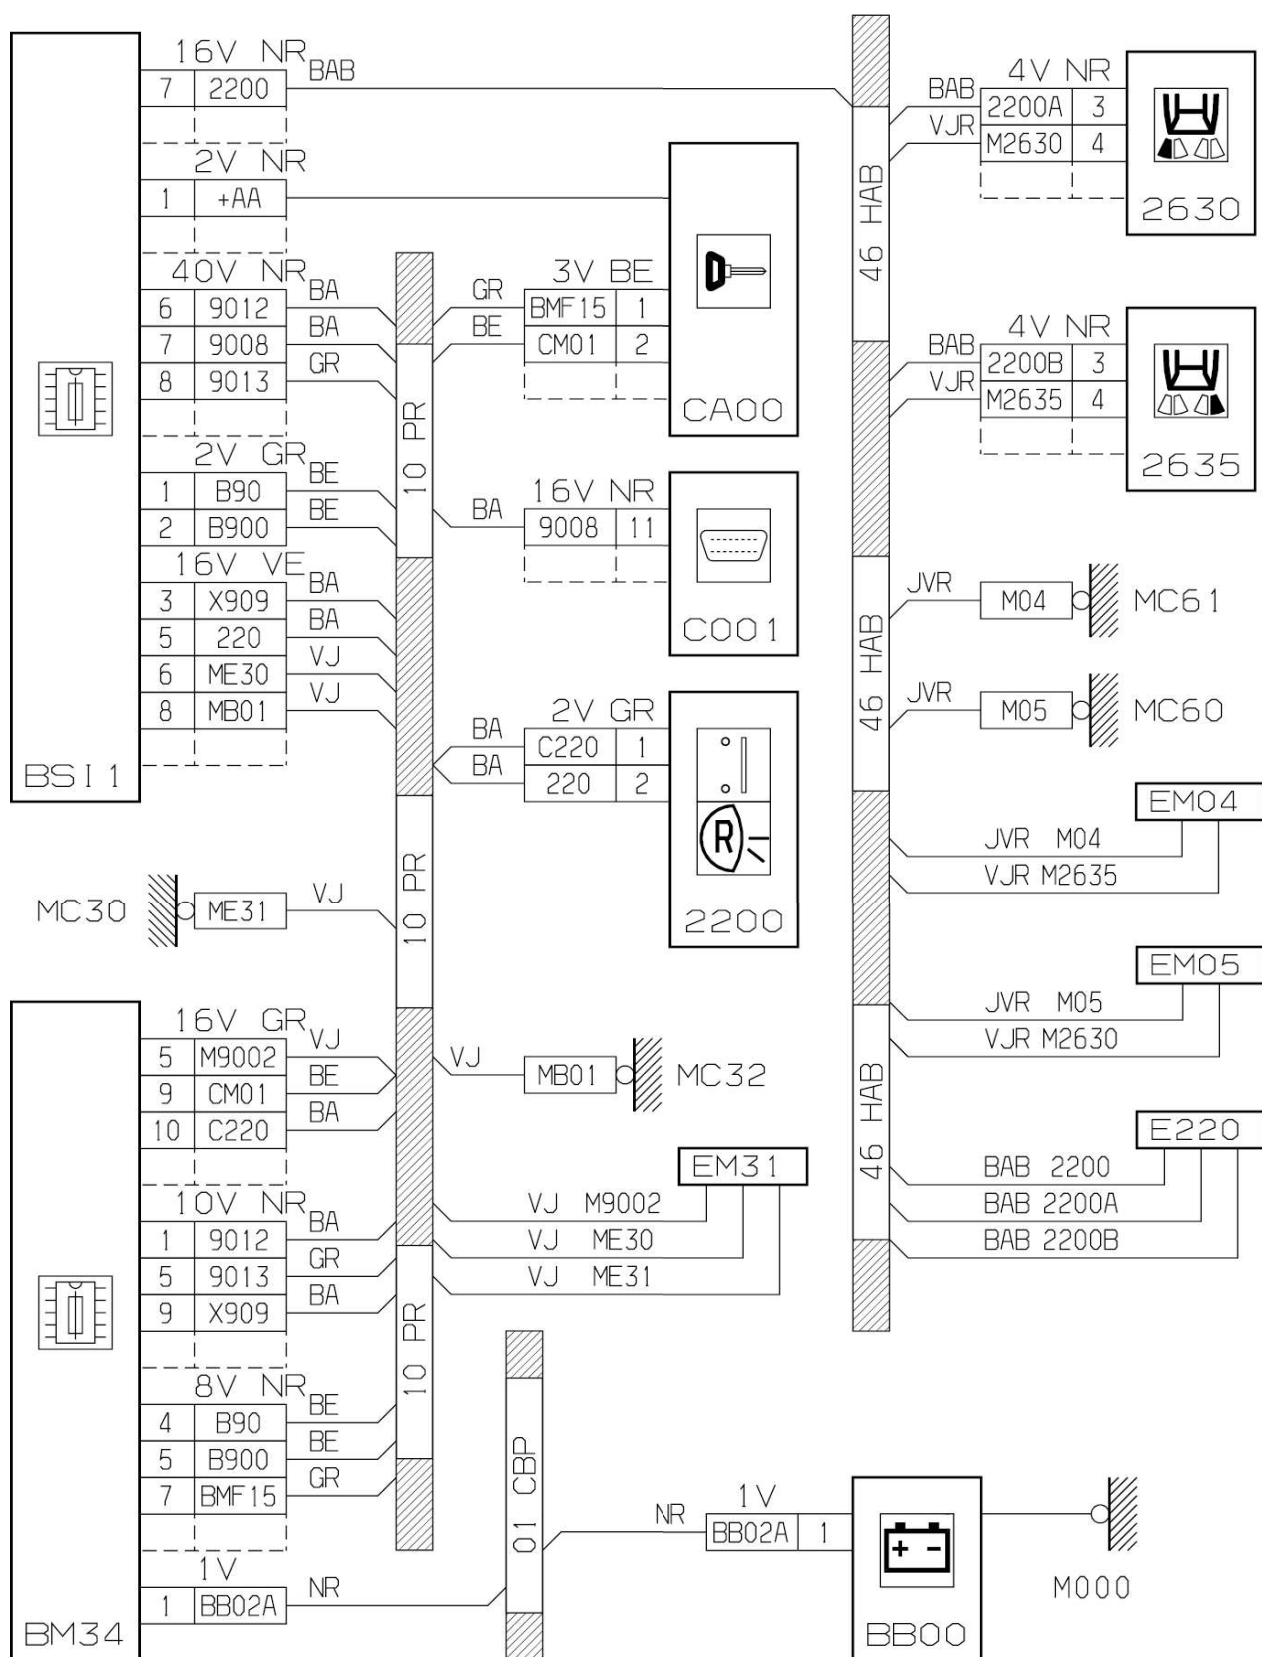 16V NR
7 2200 BAB
2V NR
1 +AA
40V NR
6 9012 BA
7 9008 BA
8 9013 GR
2V GR
1 B90 BE
2 B900 BE
16V VE
3 X909 BA
5 220 BA
6 ME30 VJ
8 MB01 VJ
BSI1
MC30 ME31 VJ
16V GR
5 M9002 VJ
9 CM01 BE
10 C220 BA
10V NR
1 9012 BA
5 9013 GR
9 X909 BA
8V NR
4 B90 BE
5 B900 BE
7 BMF15 GR
1V
1 BB02A NR
BM34
10 PR
10 PR
10 PR
3V BE
GR BMF15 1
BE CM01 2
CA00
16V NR
BA 9008 11
C001
2V GR
BA C220 1
BA 220 2
R
2200
VJ MB01 MC32
EM31
VJ M9002
VJ ME30
VJ ME31
01 CBP
1V
NR BB02A 1
+ -
BB00
M000
46 HAB
46 HAB
46 HAB
4V NR
BAB 2200A 3
VJR M2630 4
2630
4V NR
BAB 2200B 3
VJR M2635 4
2635
JVR M04 MC61
JVR M05 MC60
EM04
JVR M04
VJR M2635
EM05
JVR M05
VJR M2630
E220
BAB 2200
BAB 2200A
BAB 2200B